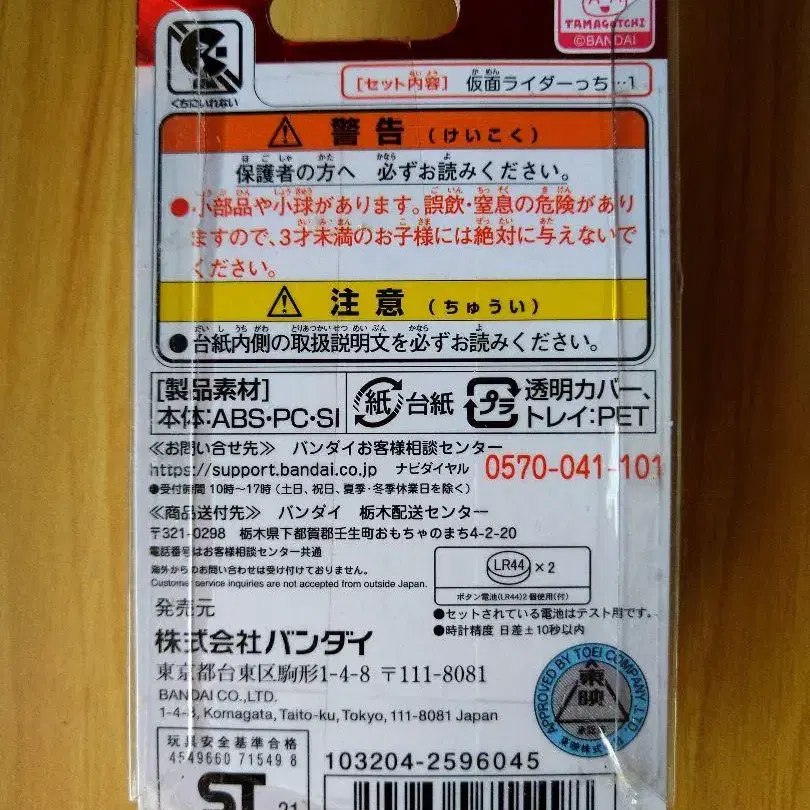 TAMAGOTCHI
©BANDAI
くちにいれない
[セット内容] 仮面ライダーっち…1
⚠ 警告 (けいこく)
保護者の方へ 必ずお読みください。
●小部品や小球があります。誤飲・窒息の危険があり
ますので、3才未満のお子様には絶対に与えないで
ください。
⚠ 注意 (ちゅうい)
●台紙内側の取扱説明文を必ずお読みください。
[製品素材]
本体:ABS・PC・SI
紙 台紙
プラ 透明カバー、
トレイ:PET
≪お問い合せ先≫ バンダイお客様相談センター
https://support.bandai.co.jp ナビダイヤル 0570-041-101
●受付時間 10時〜17時 (土日、祝日、夏季・冬季休業日を除く)
≪商品送付先≫ バンダイ 栃木配送センター
〒321-0298 栃木県下都賀郡壬生町おもちゃのまち4-2-20
電話番号はお客様相談センター共通
海外からのお問い合わせは受け付けておりません。
Customer service inquiries are not accepted from outside Japan.
LR44 ×2
ボタン電池(LR44)2個使用(付)
●セットされている電池はテスト用です。
●時計精度 日差±10秒以内
発売元
株式会社バンダイ
東京都台東区駒形1-4-8 〒111-8081
BANDAI CO.,LTD.
1-4-8, Komagata, Taito-ku, Tokyo, 111-8081 Japan
APPROVED BY TOEI COMPANY, LTD.
東映
玩具安全基準合格
4549660 71549 8
ST 21
103204-2596045